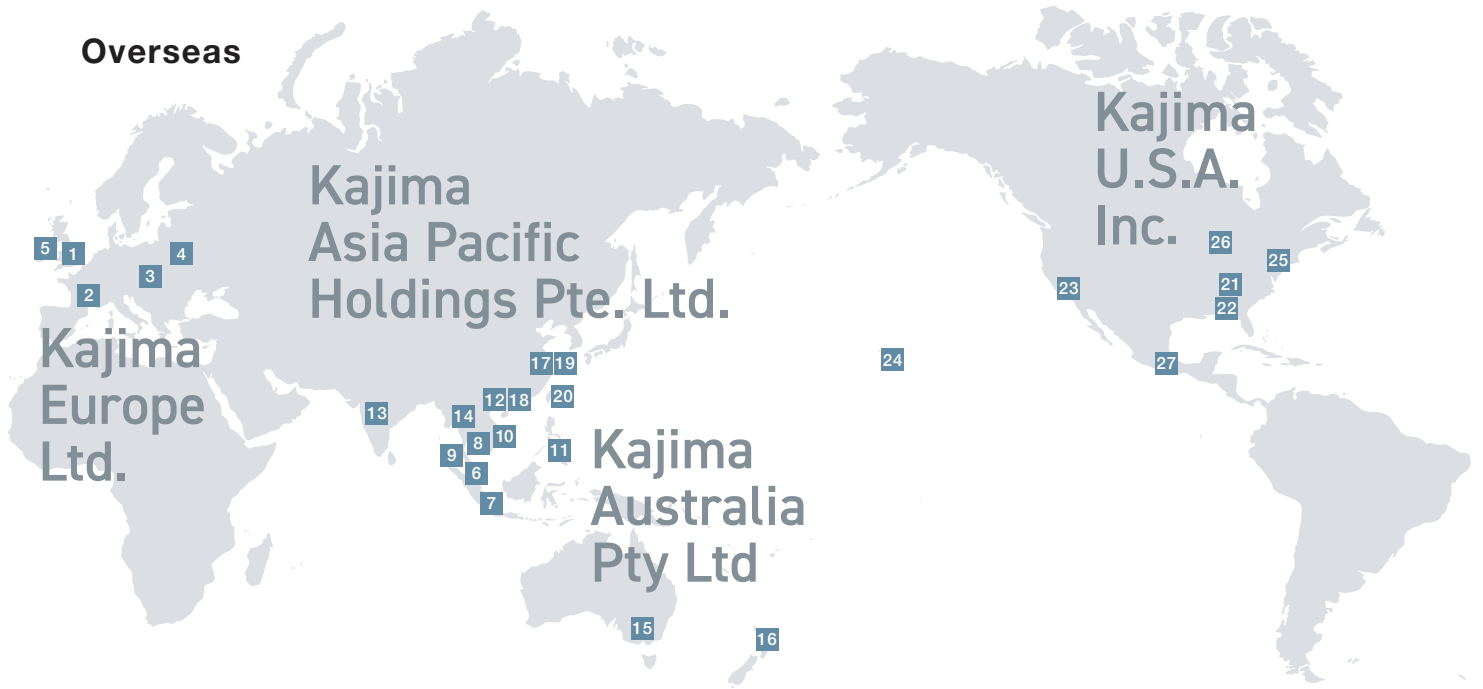 Overseas
Kajima
Asia Pacific
Holdings Pte. Ltd.
Kajima
U.S.A.
Inc.
Kajima
Europe
Ltd.
Kajima
Australia
Pty Ltd
5
1
4
3
2
26
25
21
22
23
24
27
17 19
12 18
20
13
14
8
10
11
9
6
7
15
16